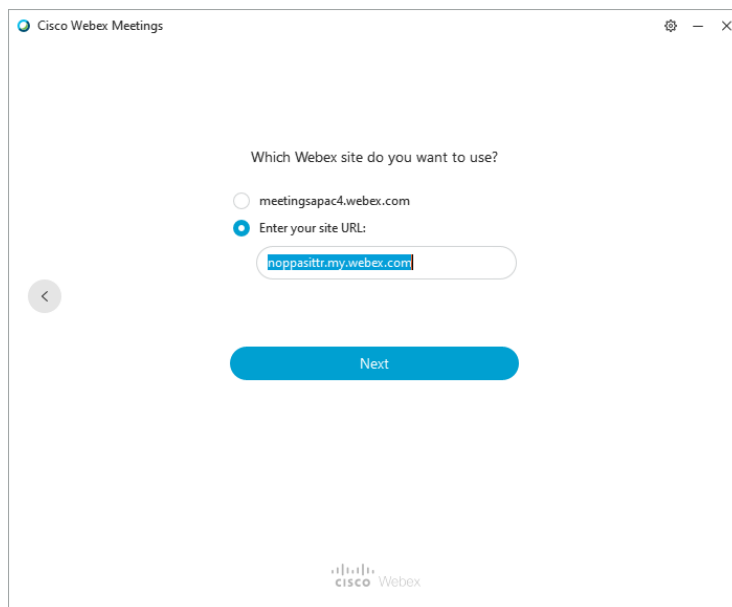 Cisco Webex Meetings
Which Webex site do you want to use?
meetingsapac4.webex.com
Enter your site URL:
noppasittr.my.webex.com
Next
cisco Webex